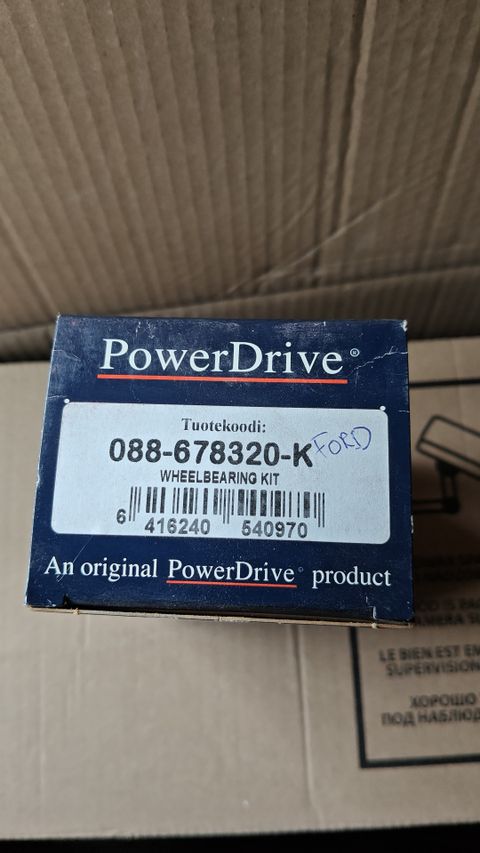 PowerDrive®
Tuotekoodi:
088-678320-K
FORD
WHEELBEARING KIT
6 416240 540970
An original PowerDrive® product
LE BIEN EST EM
SUPERVISION
ХОРОШО
ПОД НАБЛЮД